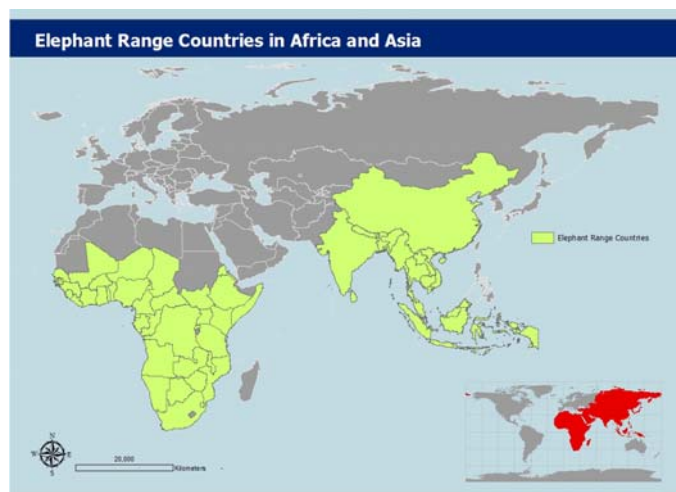 Elephant Range Countries in Africa and Asia
Elephant Range Countries
N
W E
S
20,000
Kilometers